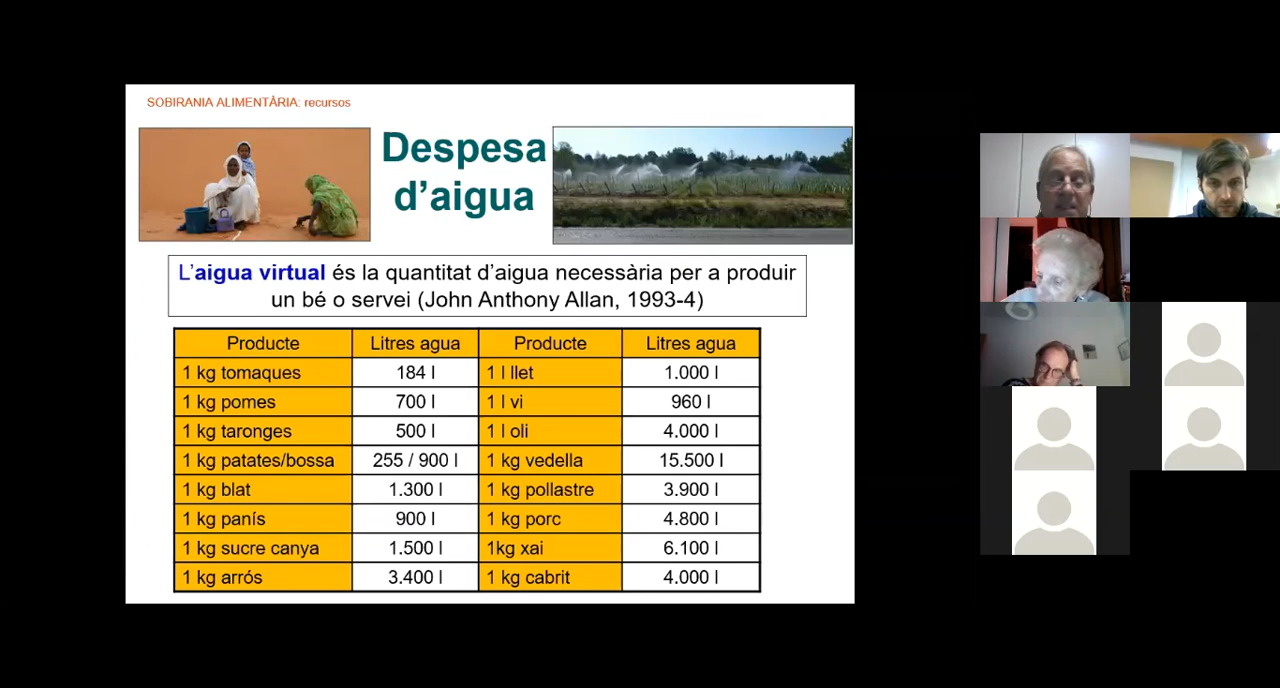 SOBIRANIA ALIMENTÀRIA: recursos
Despesa
d’aigua
L’aigua virtual és la quantitat d’aigua necessària per a produir
un bé o servei (John Anthony Allan, 1993-4)
Producte Litres agua Producte Litres agua
1 kg tomaques 184 l 1 l llet 1.000 l
1 kg pomes 700 l 1 l vi 960 l
1 kg taronges 500 l 1 l oli 4.000 l
1 kg patates/bossa 255 / 900 l 1 kg vedella 15.500 l
1 kg blat 1.300 l 1 kg pollastre 3.900 l
1 kg panís 900 l 1 kg porc 4.800 l
1 kg sucre canya 1.500 l 1kg xai 6.100 l
1 kg arrós 3.400 l 1 kg cabrit 4.000 l